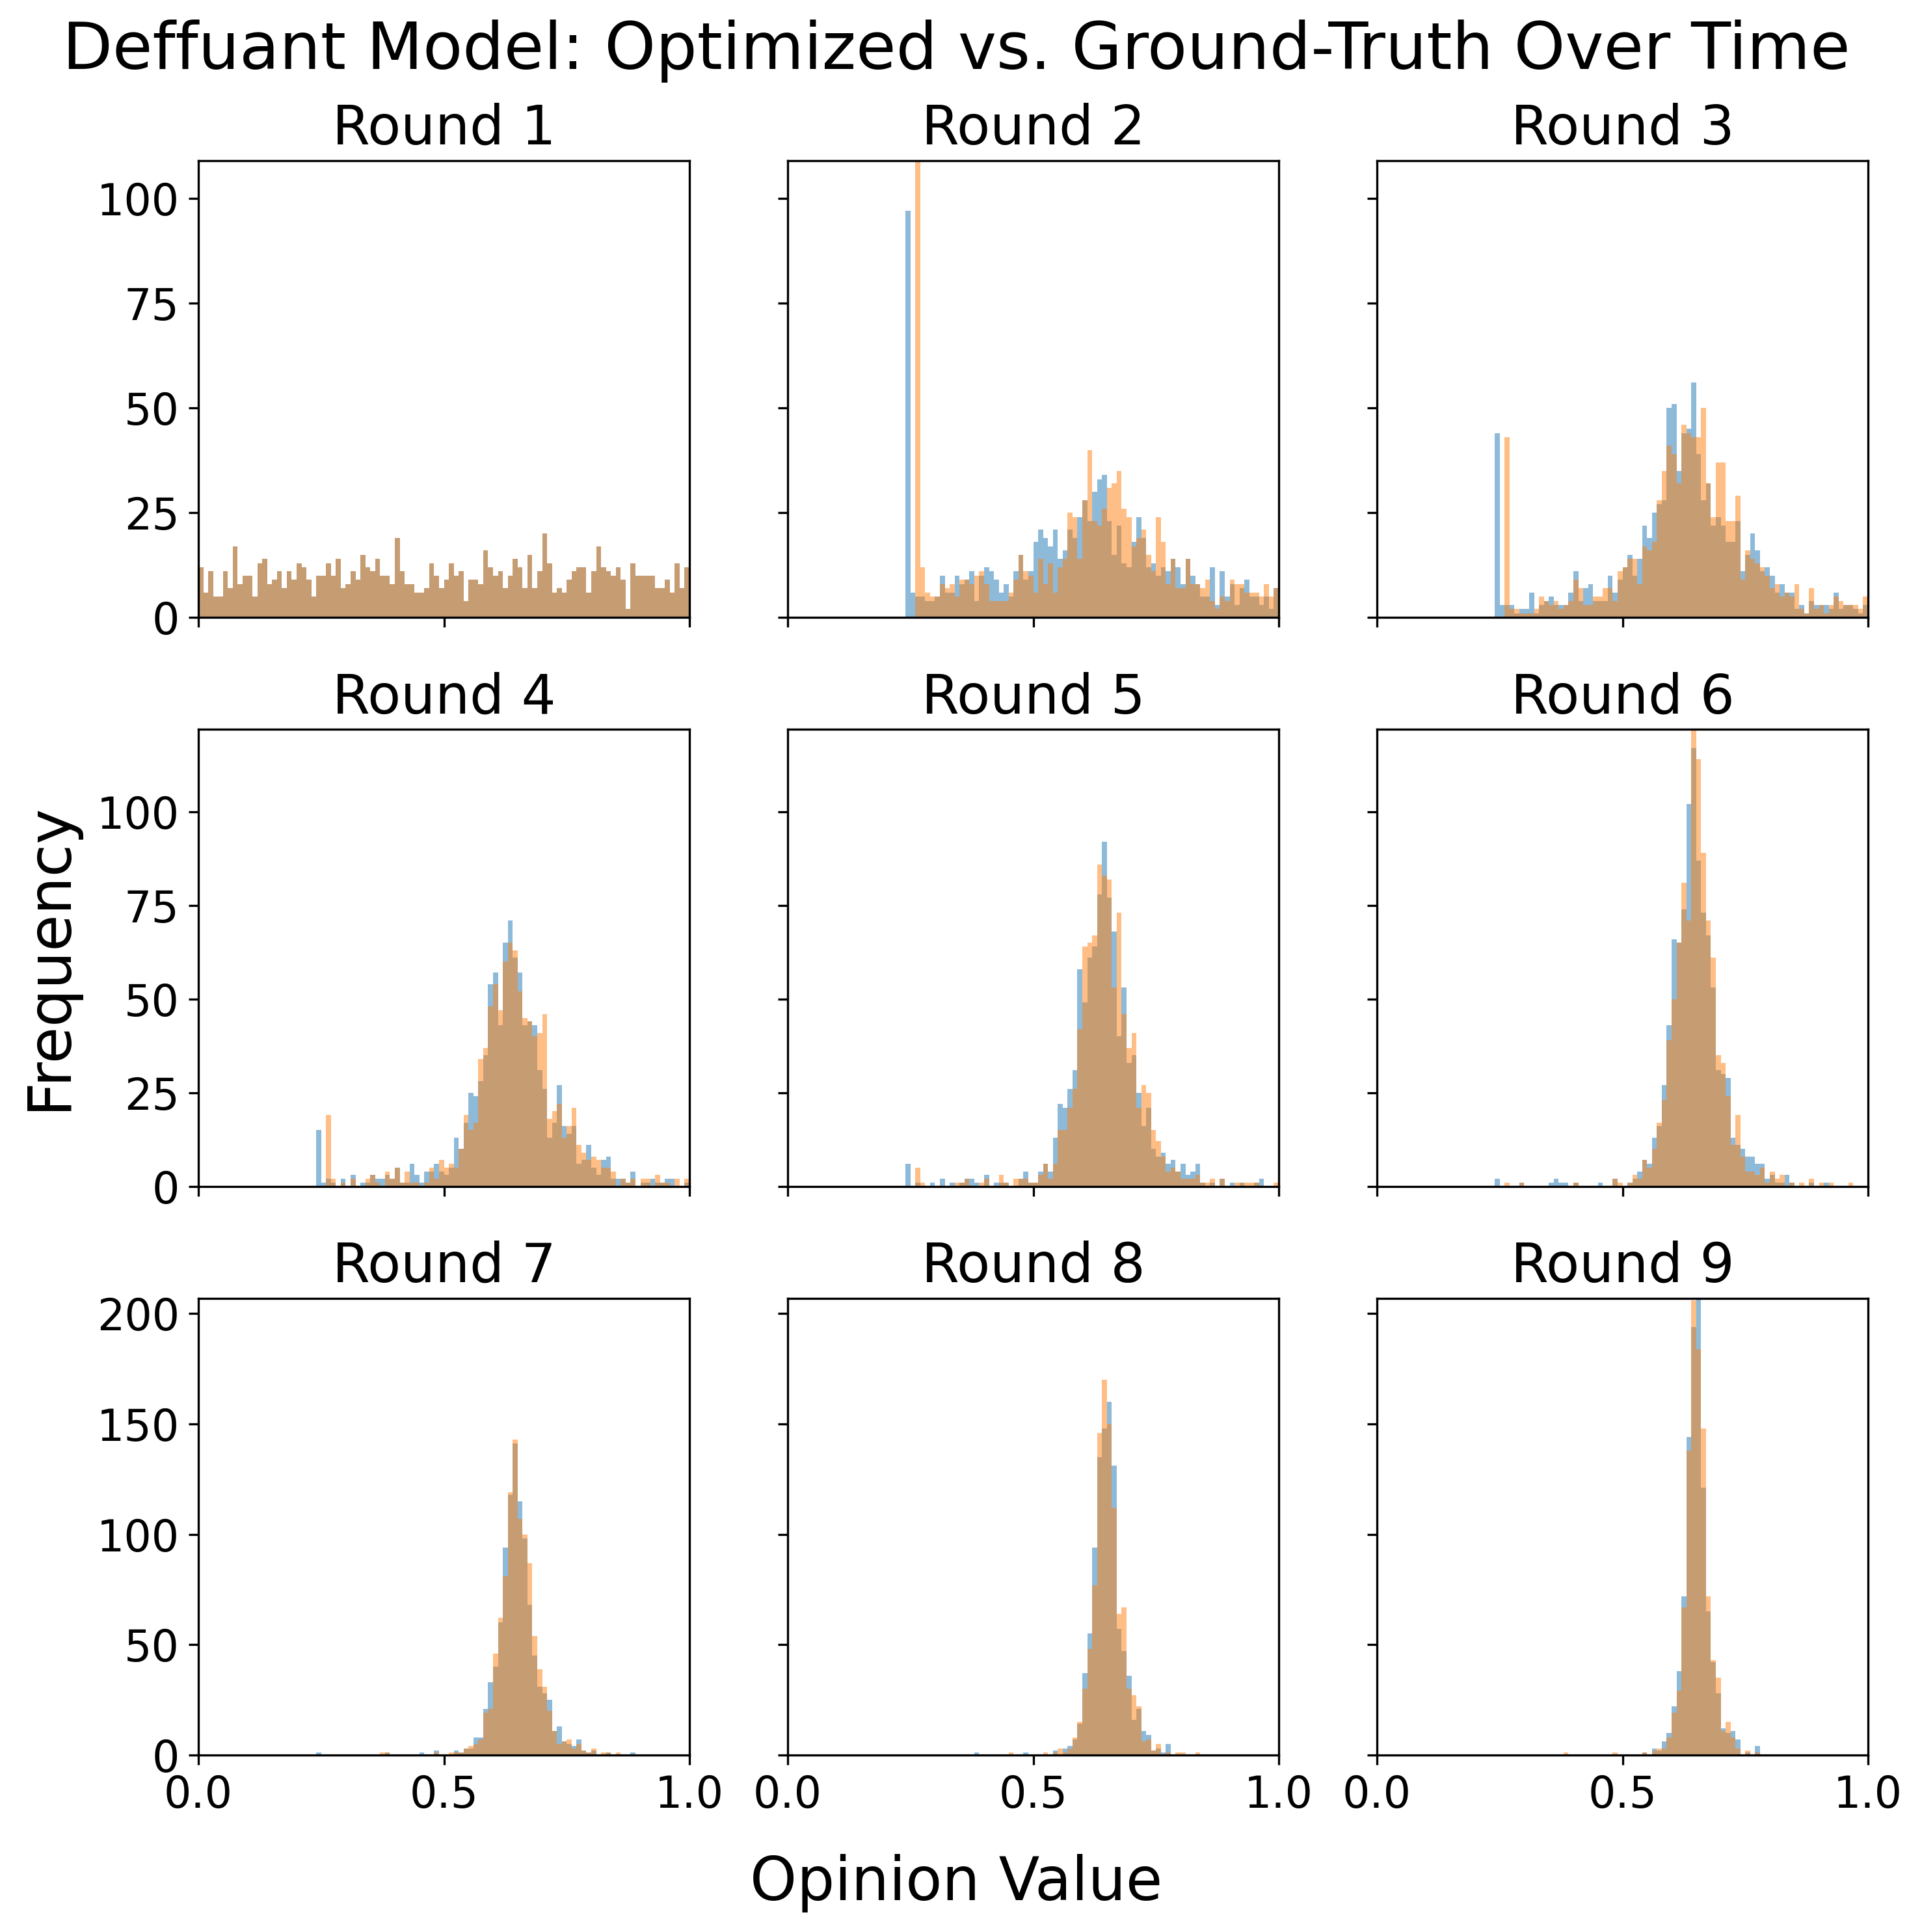 Deffuant Model: Optimized vs. Ground-Truth Over Time
Round 1
Round 2
Round 3
100
75
50
25
0
Round 4
Round 5
Round 6
Frequency
100
75
50
25
0
Round 7
Round 8
Round 9
200
150
100
50
0
0.0 0.5 1.0
0.0 0.5 1.0
0.0 0.5 1.0
Opinion Value